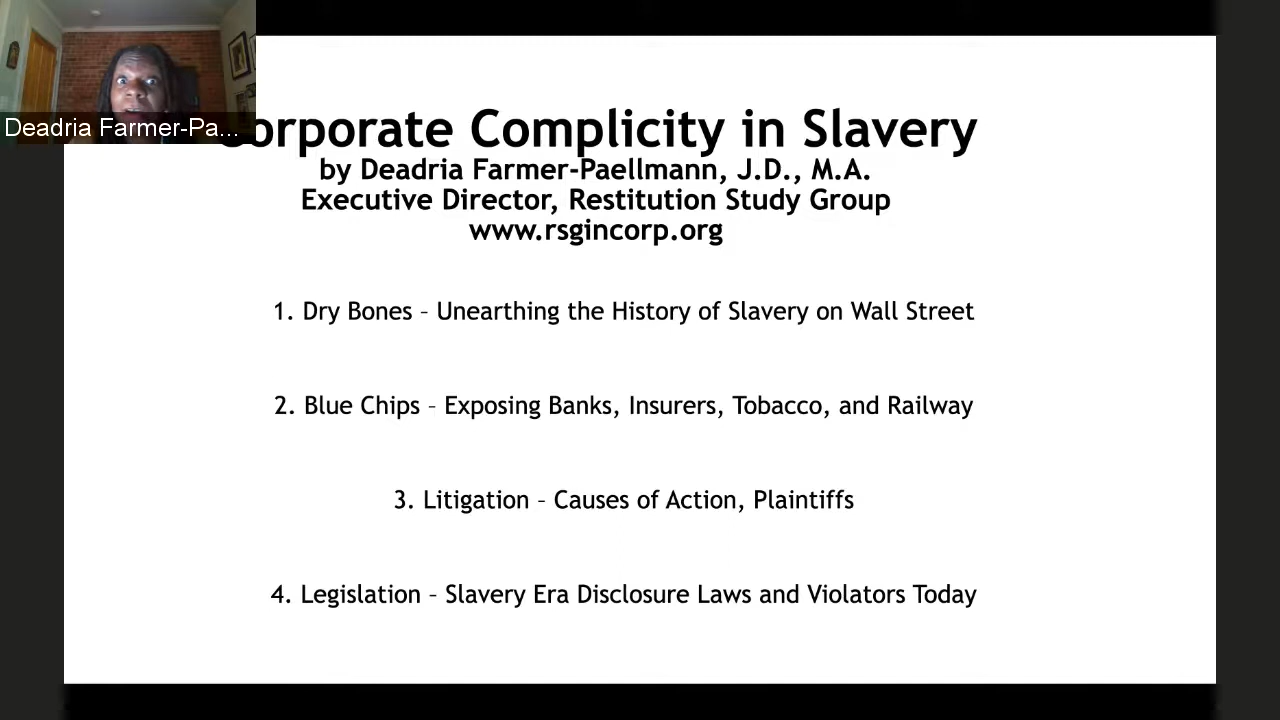 Deadria Farmer-Pa...
Corporate Complicity in Slavery
by Deadria Farmer-Paellmann, J.D., M.A.
Executive Director, Restitution Study Group
www.rsgincorp.org
1. Dry Bones – Unearthing the History of Slavery on Wall Street
2. Blue Chips – Exposing Banks, Insurers, Tobacco, and Railway
3. Litigation – Causes of Action, Plaintiffs
4. Legislation – Slavery Era Disclosure Laws and Violators Today